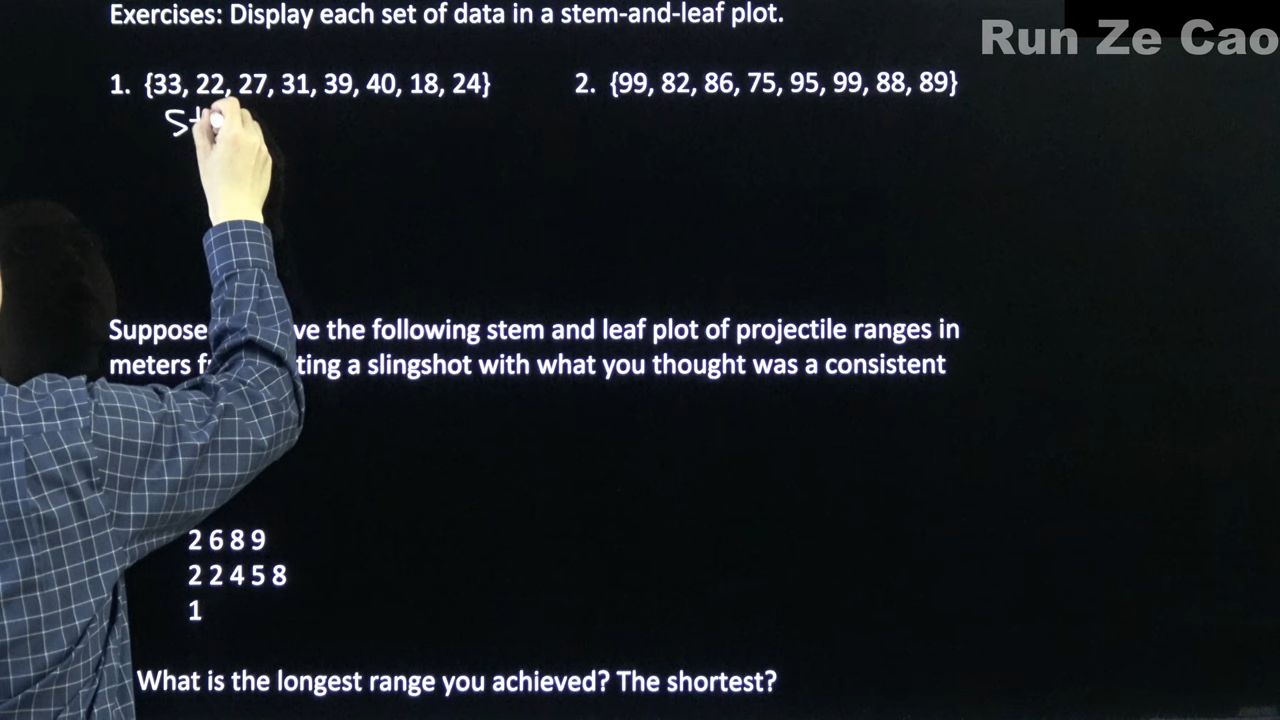 Exercises: Display each set of data in a stem-and-leaf plot.
Run Ze Cao
1. {33, 22, 27, 31, 39, 40, 18, 24} 2. {99, 82, 86, 75, 95, 99, 88, 89}
St
Suppose ve the following stem and leaf plot of projectile ranges in
meters f ting a slingshot with what you thought was a consistent
2 6 8 9
2 2 4 5 8
1
What is the longest range you achieved? The shortest?